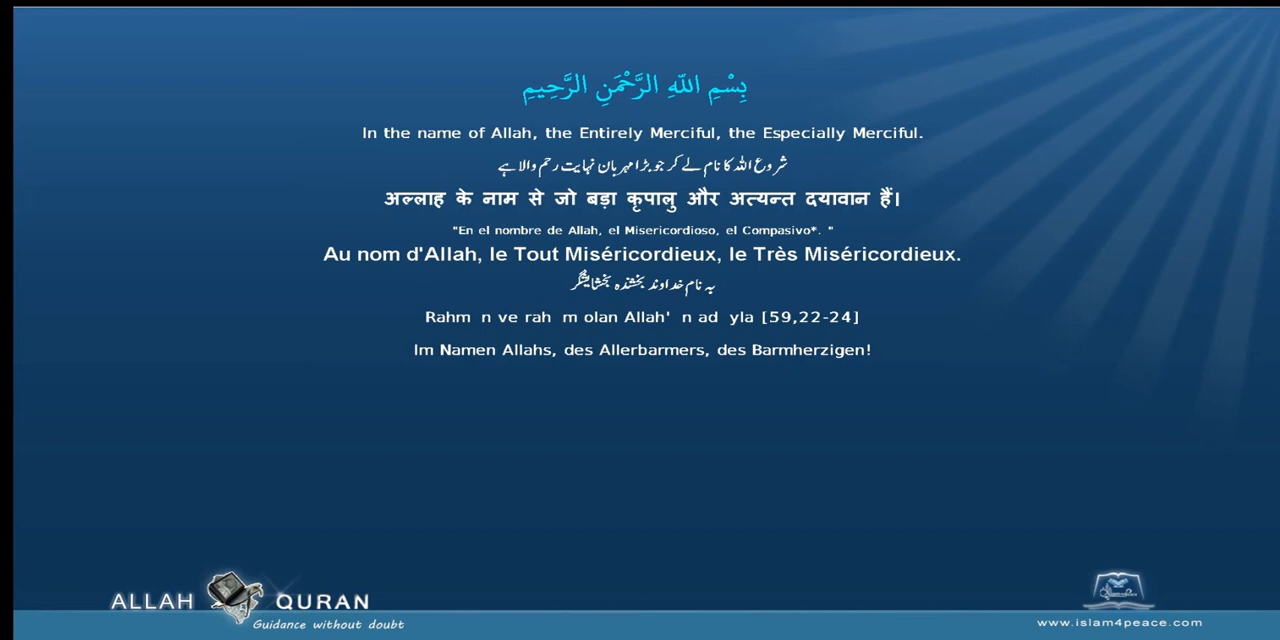 بِسْمِ اللّٰهِ الرَّحْمٰنِ الرَّحِيمِ
In the name of Allah, the Entirely Merciful, the Especially Merciful.
شروع اللہ کا نام لے کر جو بڑا مہربان نہایت رحم والا ہے
अल्लाह के नाम से जो बड़ा कृपालु और अत्यन्त दयावान हैं।
"En el nombre de Allah, el Misericordioso, el Compasivo*. "
Au nom d'Allah, le Tout Miséricordieux, le Très Miséricordieux.
به نام خداوند بخشنده بخشایشگر
Rahm n ve rah m olan Allah' n ad yla [59,22-24]
Im Namen Allahs, des Allerbarmers, des Barmherzigen!
ALLAH QURAN
Guidance without doubt
www.islam4peace.com